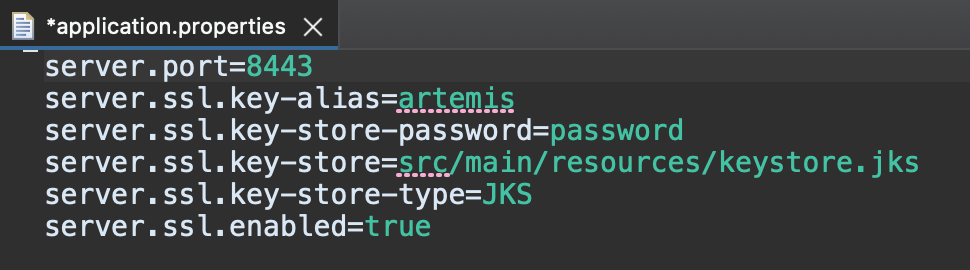 *application.properties
server.port=8443
server.ssl.key-alias=artemis
server.ssl.key-store-password=password
server.ssl.key-store=src/main/resources/keystore.jks
server.ssl.key-store-type=JKS
server.ssl.enabled=true